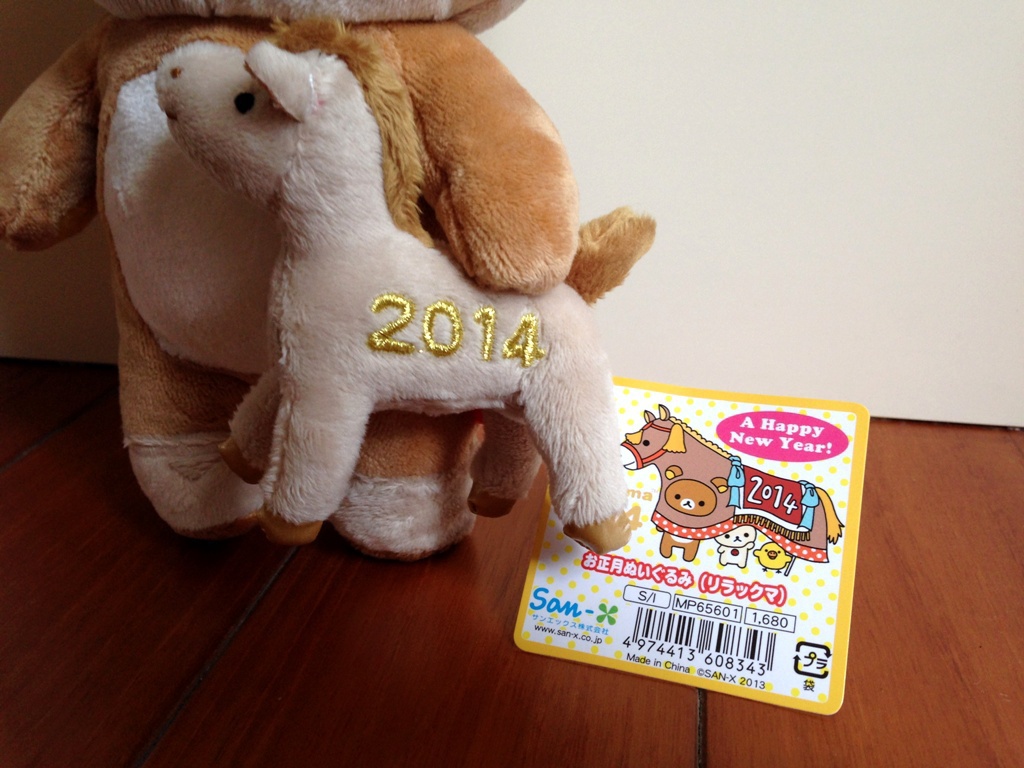 2014
A Happy
New Year!
2014
ma
4
お正月ぬいぐるみ(リラックマ)
San-X
サンエックス株式会社
www.san-x.co.jp
S/I
MP65601
1,680
4974413 608343
Made in China ©SAN-X 2013
プラ
袋